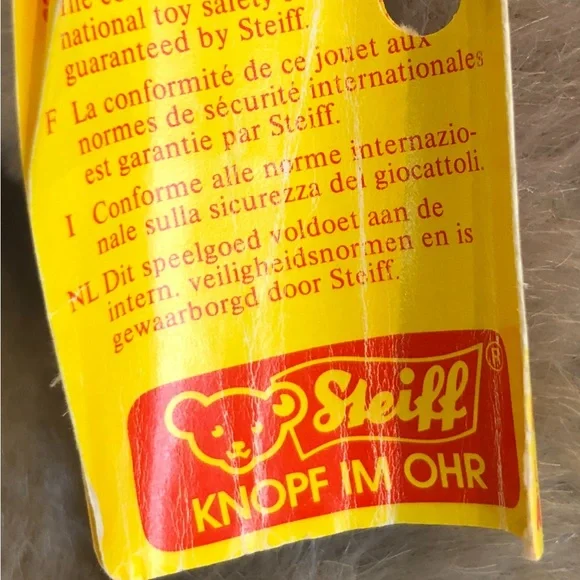 national toy safety
guaranteed by Steiff.
F La conformité de ce jouet aux
normes de sécurité internationales
est garantie par Steiff.
I Conforme alle norme internazio-
nale sulla sicurezza dei giocattoli.
NL Dit speelgoed voldoet aan de
intern. veiligheidsnormen en is
gewaarborgd door Steiff.
Steiff®
KNOPF IM OHR